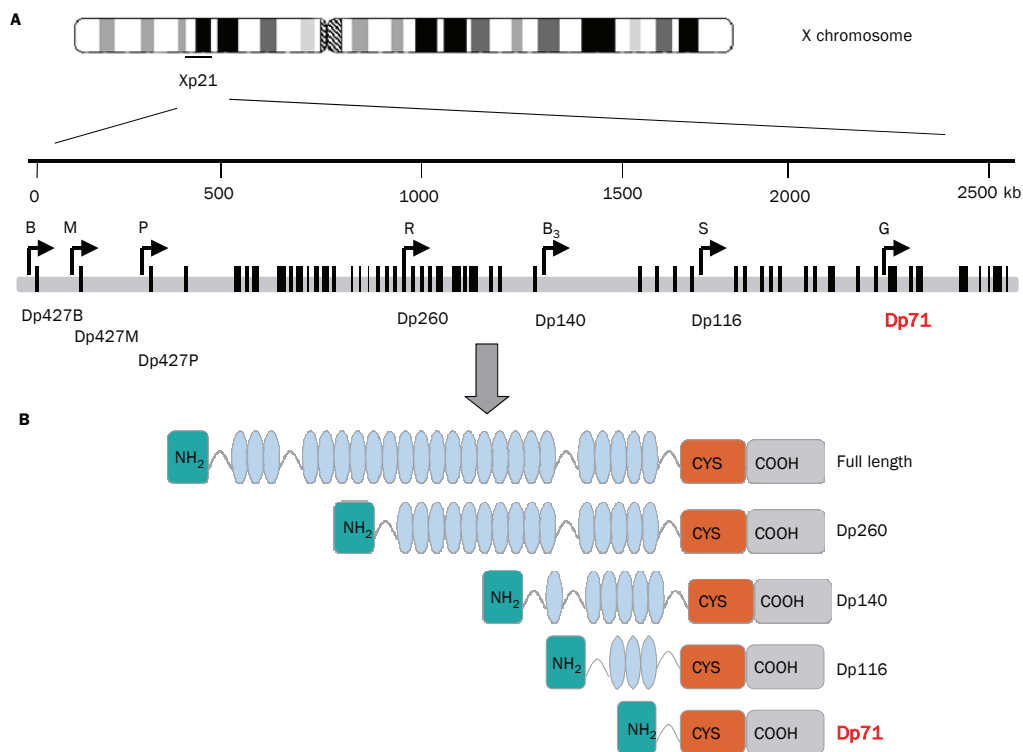 A
X chromosome
Xp21
0 500 1000 1500 2000 2500 kb
B M P R B3 S G
Dp427B Dp427M Dp427P Dp260 Dp140 Dp116 Dp71
B
NH2 CYS COOH Full length
NH2 CYS COOH Dp260
NH2 CYS COOH Dp140
NH2 CYS COOH Dp116
NH2 CYS COOH Dp71